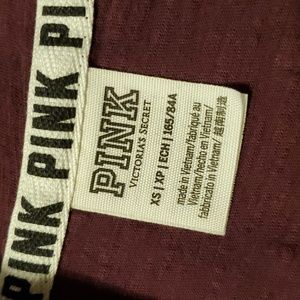 PINK PINK PI
PINK
VICTORIA'S SECRET
XS | XP | ECH | 165/84A
made in Vietnam/fabriqué au
Vietnam/hecho en Vietnam/
fabbricato in Vietnam/ 越南制造